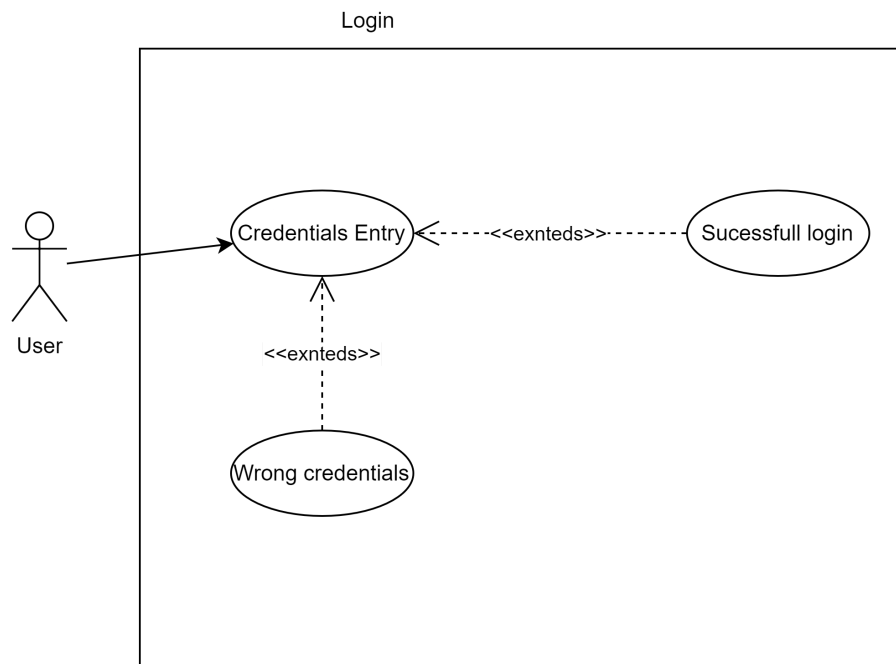 Login
Credentials Entry
<<exnteds>>
Sucessfull login
User
<<exnteds>>
Wrong credentials